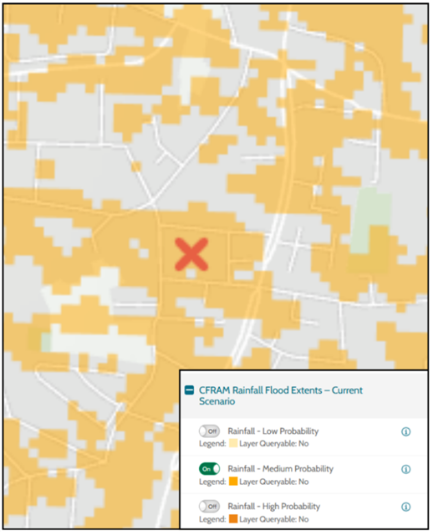 CFRAM Rainfall Flood Extents – Current
Scenario
Off Rainfall - Low Probability
Legend: Layer Queryable: No
On Rainfall - Medium Probability
Legend: Layer Queryable: No
Off Rainfall - High Probability
Legend: Layer Queryable: No